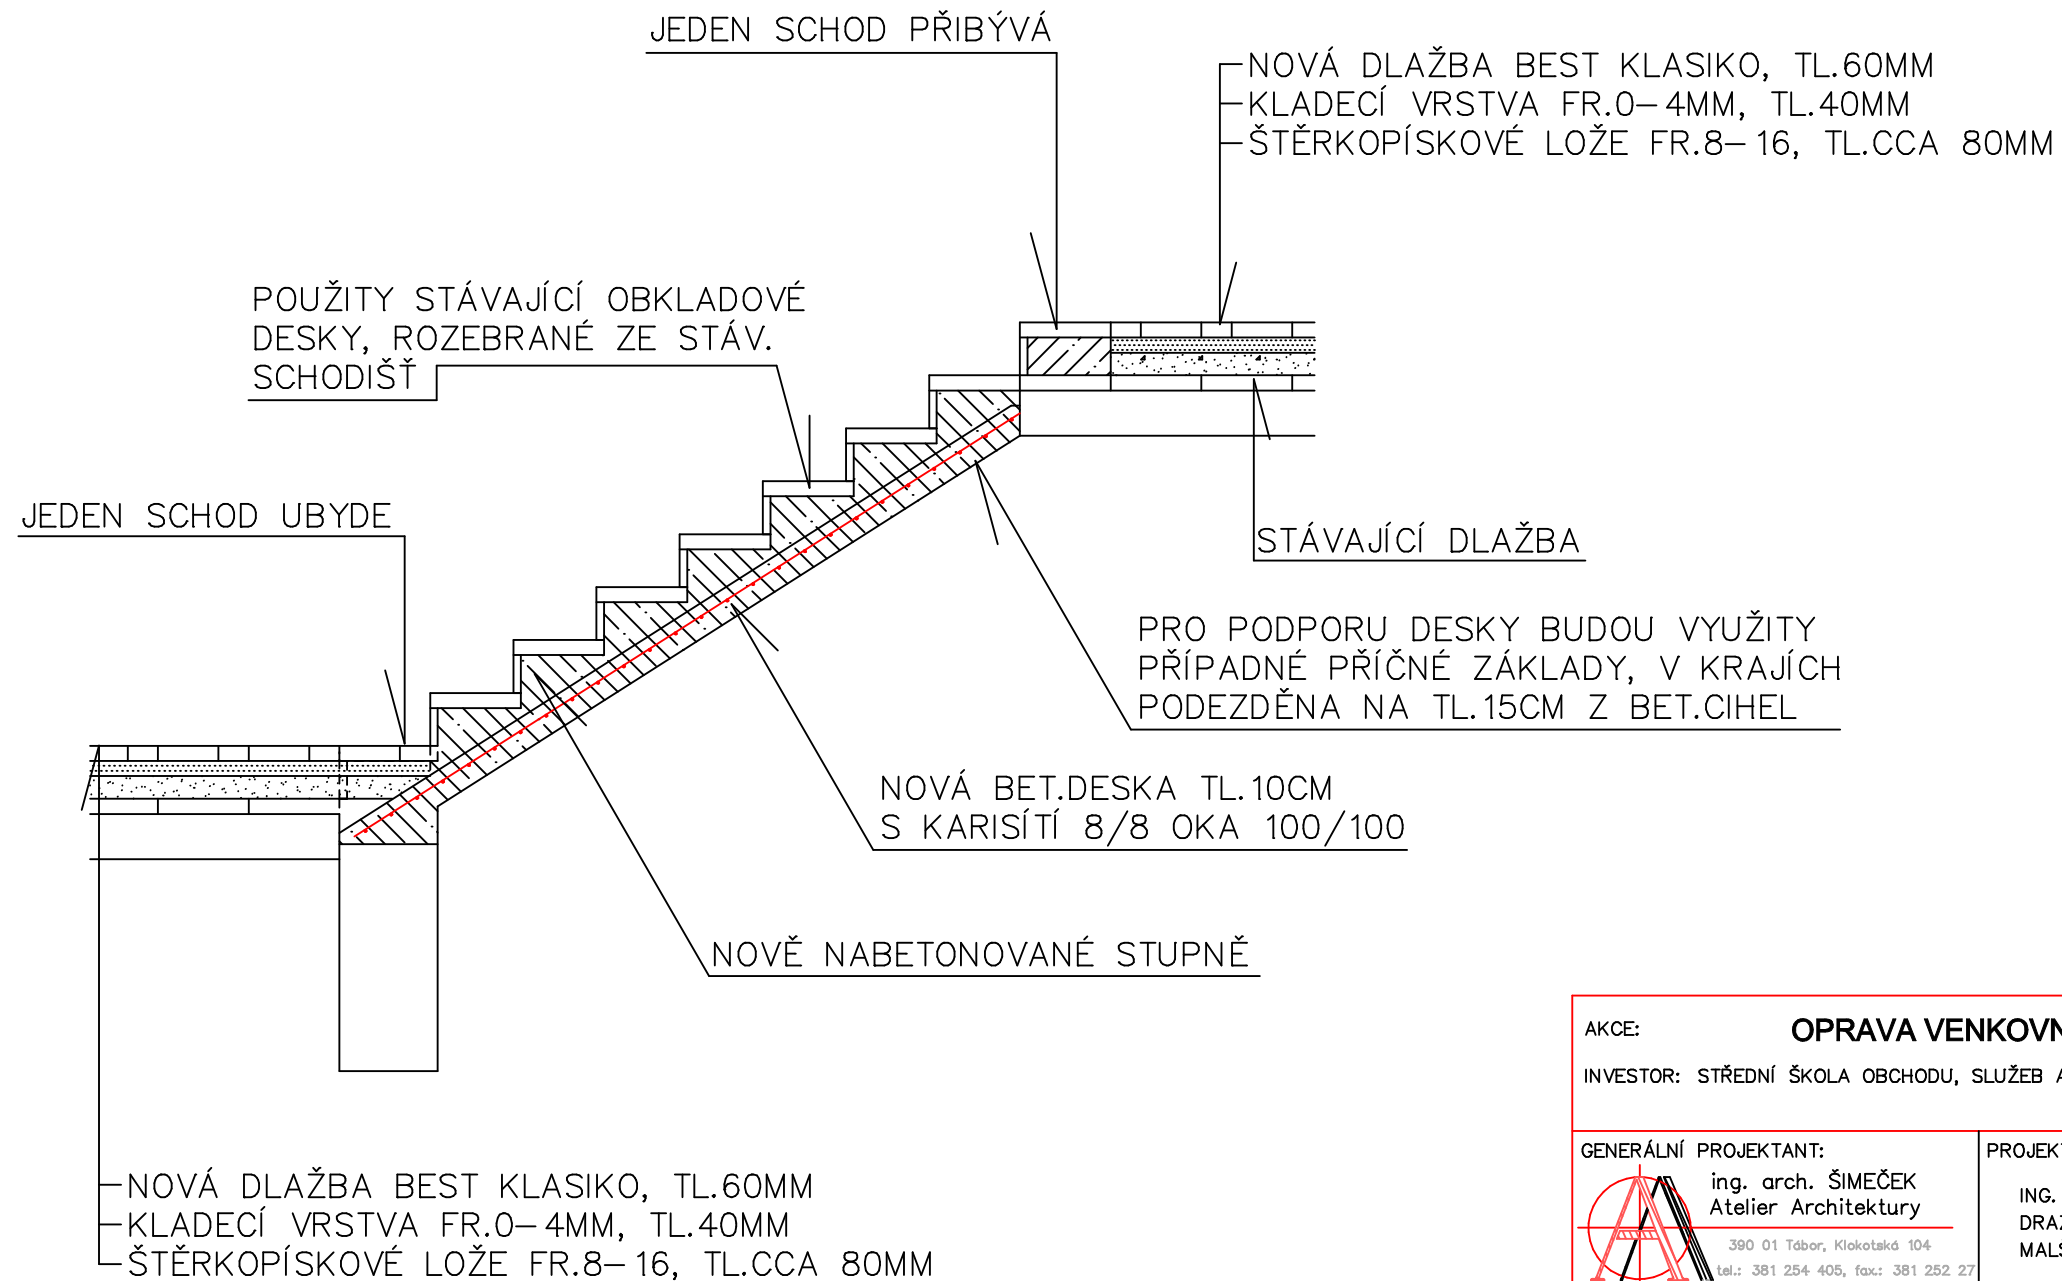 JEDEN SCHOD PŘIBÝVÁ
NOVÁ DLAŽBA BEST KLASIKO, TL.60MM
KLADECÍ VRSTVA FR.0-4MM, TL.40MM
ŠTĚRKOPÍSKOVÉ LOŽE FR.8-16, TL.CCA 80MM
POUŽITY STÁVAJÍCÍ OBKLADOVÉ
DESKY, ROZEBRANÉ ZE STÁV.
SCHODIŠŤ
JEDEN SCHOD UBYDE
STÁVAJÍCÍ DLAŽBA
PRO PODPORU DESKY BUDOU VYUŽITY
PŘÍPADNÉ PŘÍČNÉ ZÁKLADY, V KRAJÍCH
PODEZDĚNA NA TL.15CM Z BET.CIHEL
NOVÁ BET.DESKA TL.10CM
S KARISÍTÍ 8/8 OKA 100/100
NOVĚ NABETONOVANÉ STUPNĚ
NOVÁ DLAŽBA BEST KLASIKO, TL.60MM
KLADECÍ VRSTVA FR.0-4MM, TL.40MM
ŠTĚRKOPÍSKOVÉ LOŽE FR.8-16, TL.CCA 80MM
AKCE: OPRAVA VENKOVN
INVESTOR: STŘEDNÍ ŠKOLA OBCHODU, SLUŽEB A
GENERÁLNÍ PROJEKTANT:
ing. arch. ŠIMEČEK
Atelier Architektury
390 01 Tábor, Klokotská 104
tel.: 381 254 405, fax.: 381 252 27
PROJEKT
ING.
DRAŽ
MALŠ